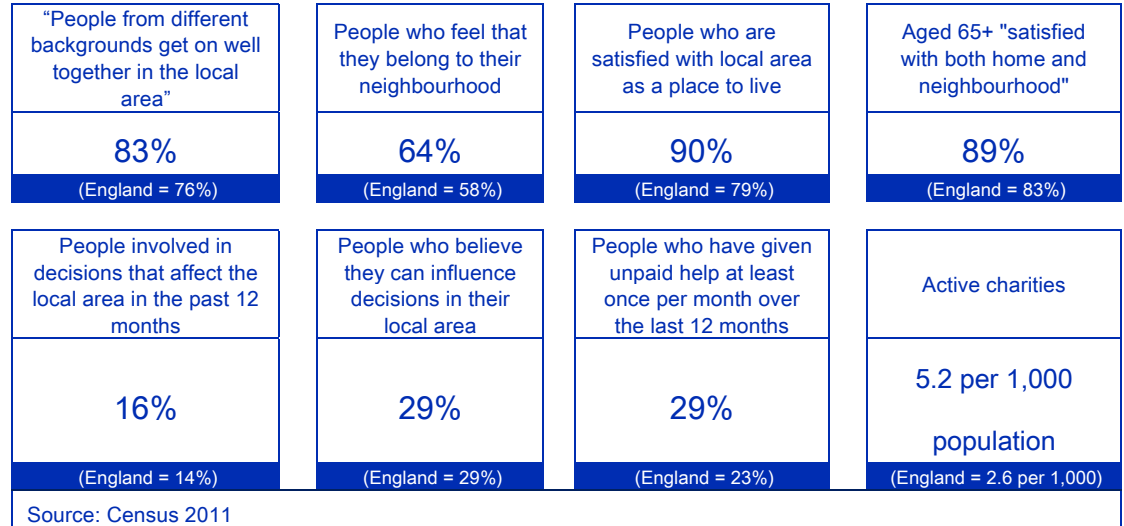 “People from different
backgrounds get on well
together in the local
area”
83%
(England = 76%)
People who feel that
they belong to their
neighbourhood
64%
(England = 58%)
People who are
satisfied with local area
as a place to live
90%
(England = 79%)
Aged 65+ "satisfied
with both home and
neighbourhood"
89%
(England = 83%)
People involved in
decisions that affect the
local area in the past 12
months
16%
(England = 14%)
People who believe
they can influence
decisions in their
local area
29%
(England = 29%)
People who have given
unpaid help at least
once per month over
the last 12 months
29%
(England = 23%)
Active charities
5.2 per 1,000
population
(England = 2.6 per 1,000)
Source: Census 2011